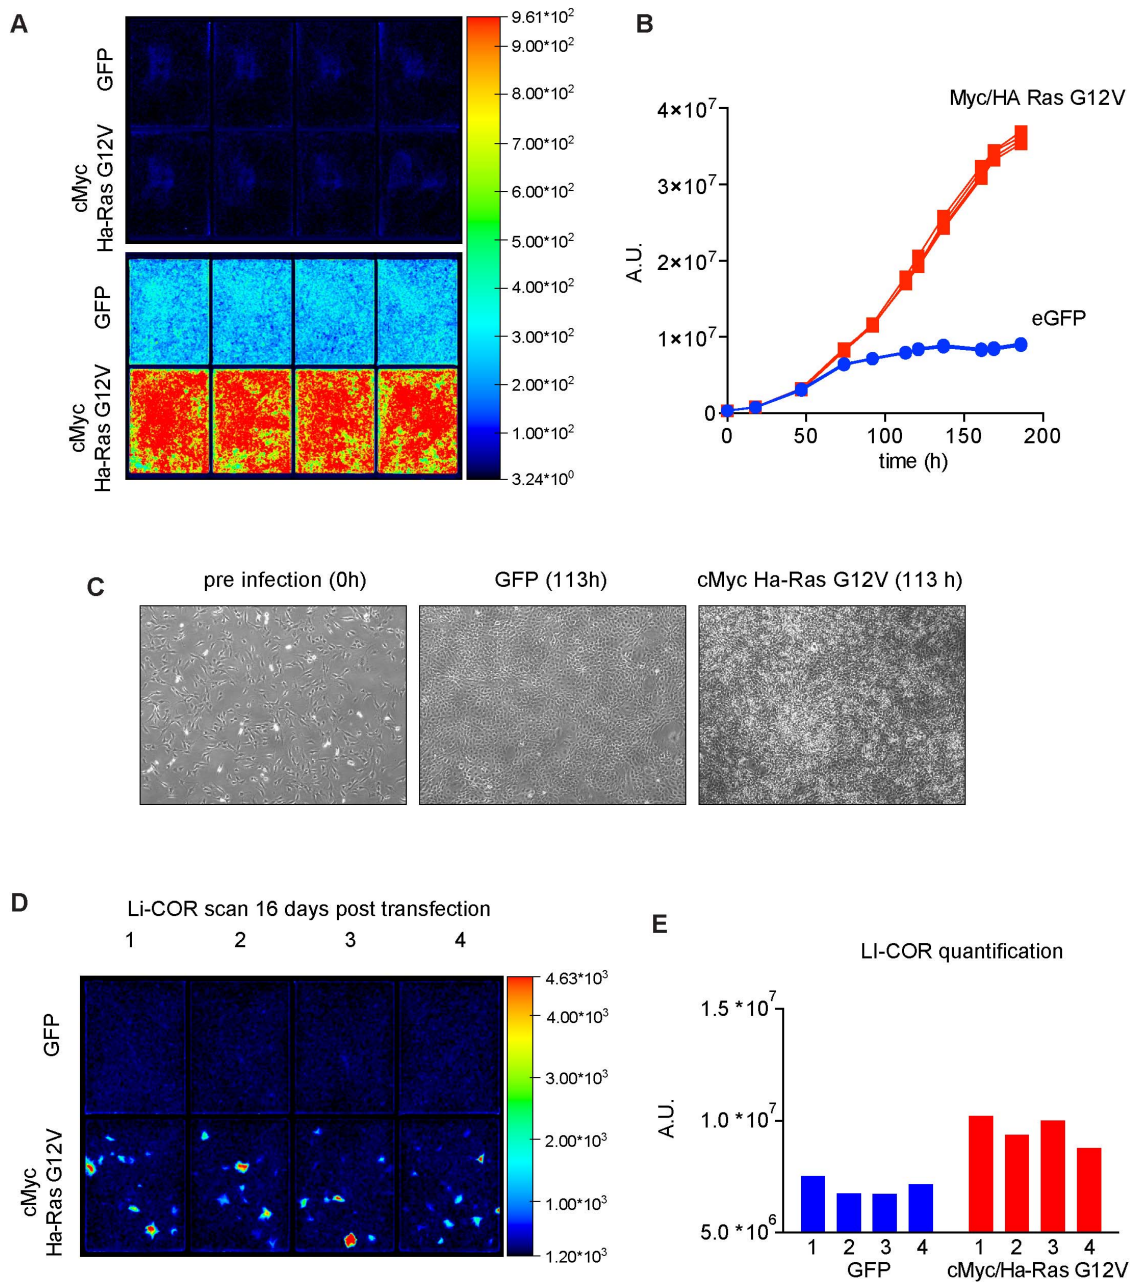 A
GFP
cMyc
Ha-Ras G12V
GFP
cMyc
Ha-Ras G12V
9.61*10²
9.00*10²
8.00*10²
7.00*10²
6.00*10²
5.00*10²
4.00*10²
3.00*10²
2.00*10²
1.00*10²
3.24*10⁰
B
Myc/HA Ras G12V
eGFP
A.U.
4×10⁷
3×10⁷
2×10⁷
1×10⁷
0
0 50 100 150 200
time (h)
C
pre infection (0h)
GFP (113h)
cMyc Ha-Ras G12V (113 h)
D
Li-COR scan 16 days post transfection
1 2 3 4
GFP
cMyc
Ha-Ras G12V
4.63*10³
4.00*10³
3.00*10³
2.00*10³
1.00*10³
1.20*10³
E
LI-COR quantification
A.U.
1.5 *10⁷
1.0 *10⁷
5.0 *10⁶
1 2 3 4 1 2 3 4
GFP cMyc/Ha-Ras G12V